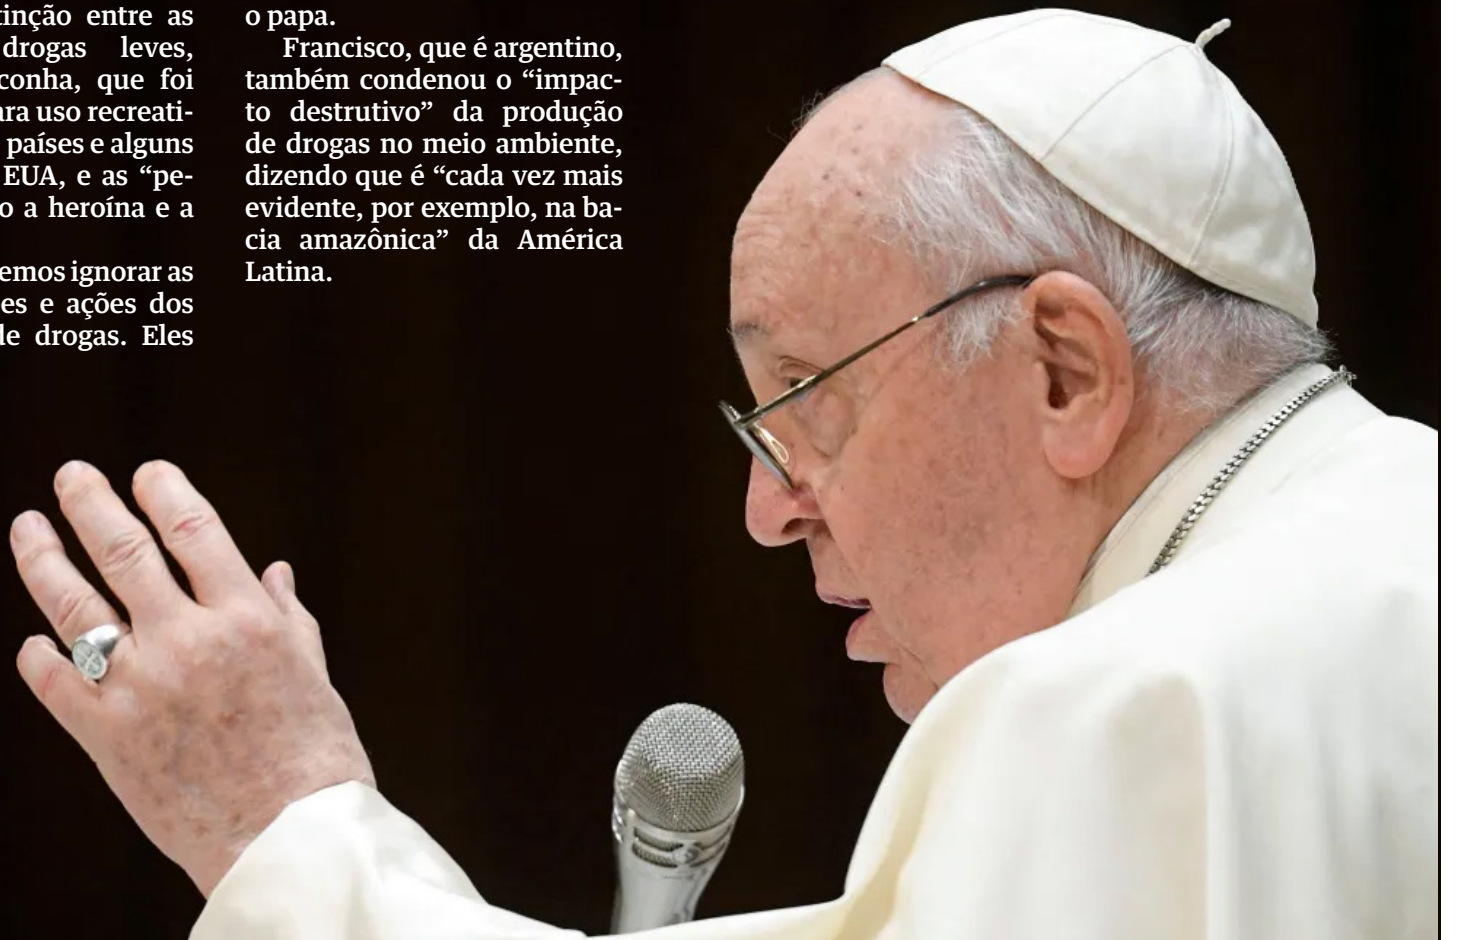 tinção entre as
drogas leves,
conha, que foi
ara uso recreati-
países e alguns
EUA, e as “pe-
o a heroína e a
emos ignorar as
es e ações dos
de drogas. Eles
o papa.
Francisco, que é argentino,
também condenou o “impac-
to destrutivo” da produção
de drogas no meio ambiente,
dizendo que é “cada vez mais
evidente, por exemplo, na ba-
cia amazônica” da América
Latina.